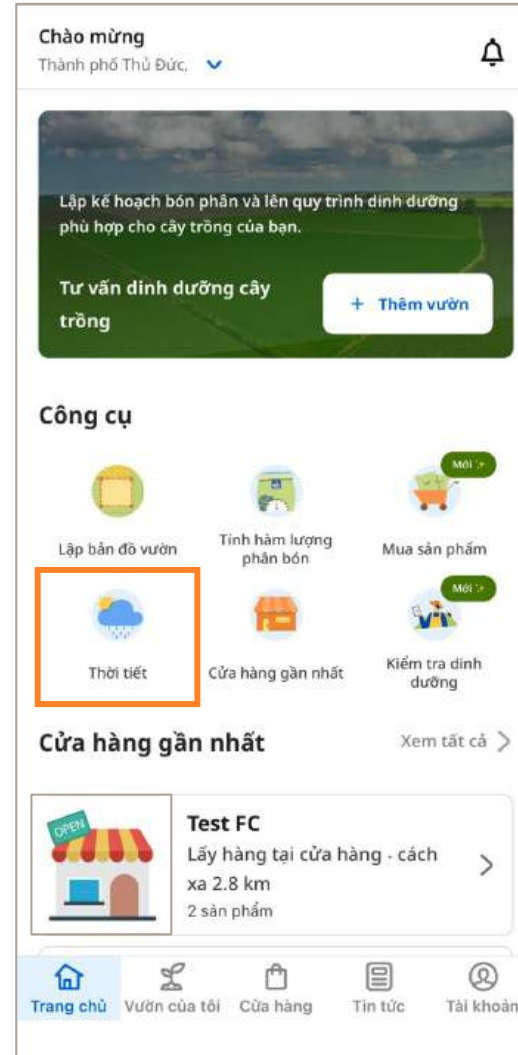 Chào mừng
Thành phố Thủ Đức,
Lập kế hoạch bón phân và lên quy trình dinh dưỡng
phù hợp cho cây trồng của bạn.
Tư vấn dinh dưỡng cây
trồng
+ Thêm vườn
Công cụ
Lập bản đồ vườn
Tính hàm lượng
phân bón
Mới
Mua sản phẩm
Thời tiết
Cửa hàng gần nhất
Mới
Kiểm tra dinh
dưỡng
Cửa hàng gần nhất
Xem tất cả
OPEN
Test FC
Lấy hàng tại cửa hàng · cách
xa 2.8 km
2 sản phẩm
Trang chủ
Vườn của tôi
Cửa hàng
Tin tức
Tài khoản